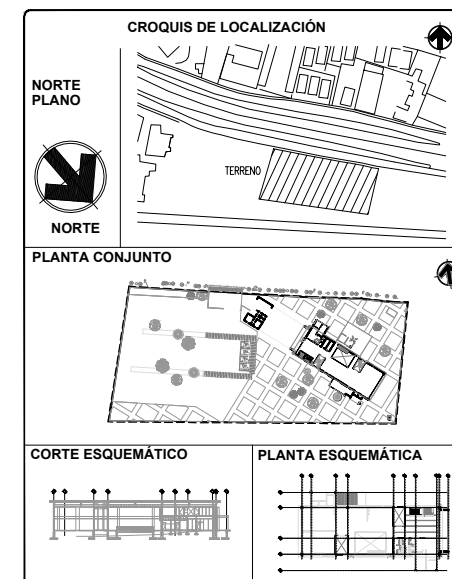 CROQUIS DE LOCALIZACIÓN
NORTE
PLANO
TERRENO
NORTE
PLANTA CONJUNTO
CORTE ESQUEMÁTICO
PLANTA ESQUEMÁTICA